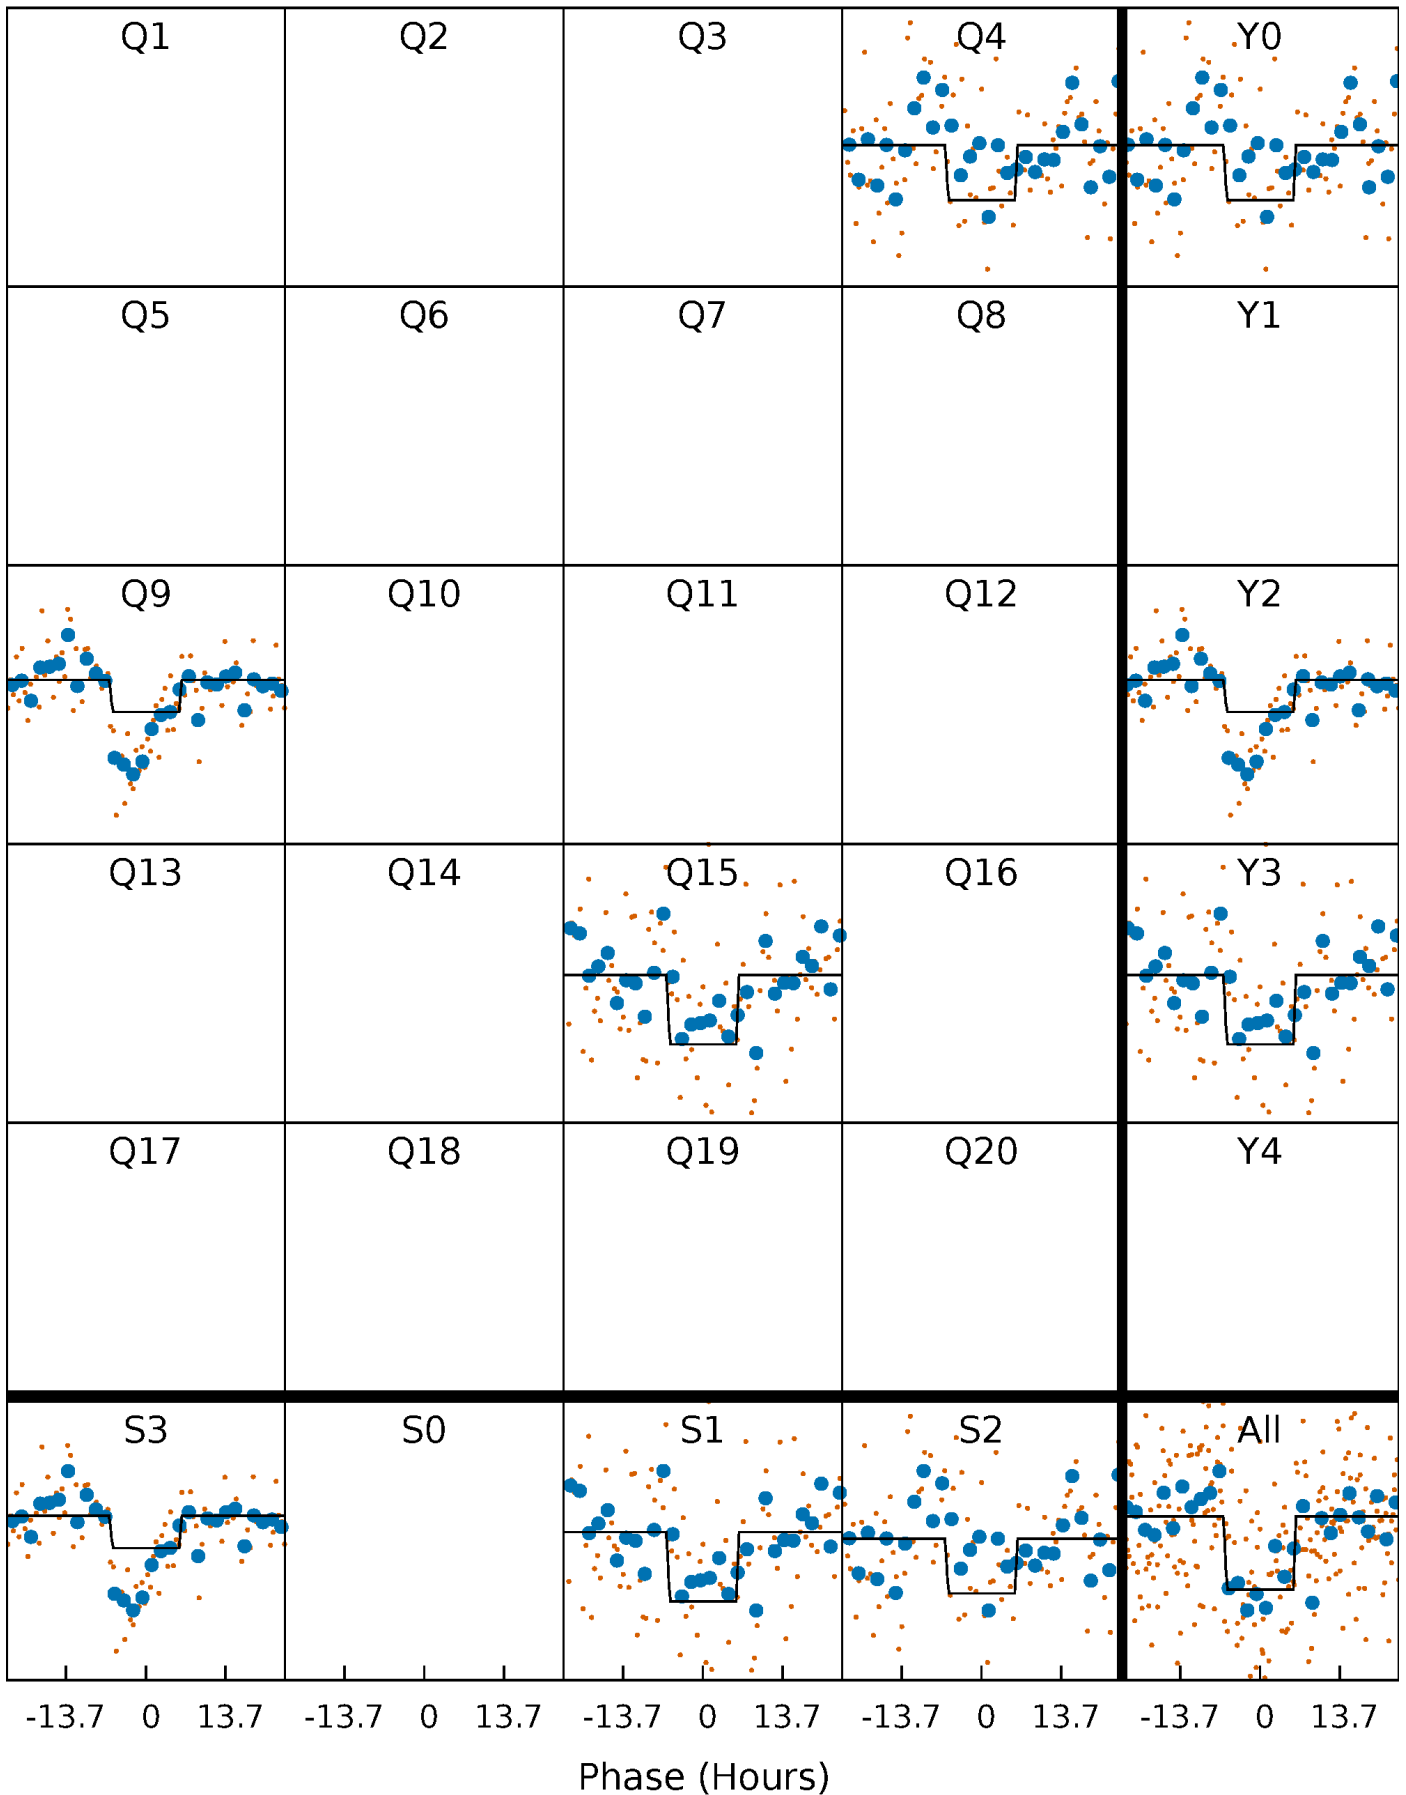 Q1 Q2 Q3 Q4 Y0
Q5 Q6 Q7 Q8 Y1
Q9 Q10 Q11 Q12 Y2
Q13 Q14 Q15 Q16 Y3
Q17 Q18 Q19 Q20 Y4
S3 S0 S1 S2 All
-13.7 0 13.7 -13.7 0 13.7 -13.7 0 13.7 -13.7 0 13.7 -13.7 0 13.7
Phase (Hours)